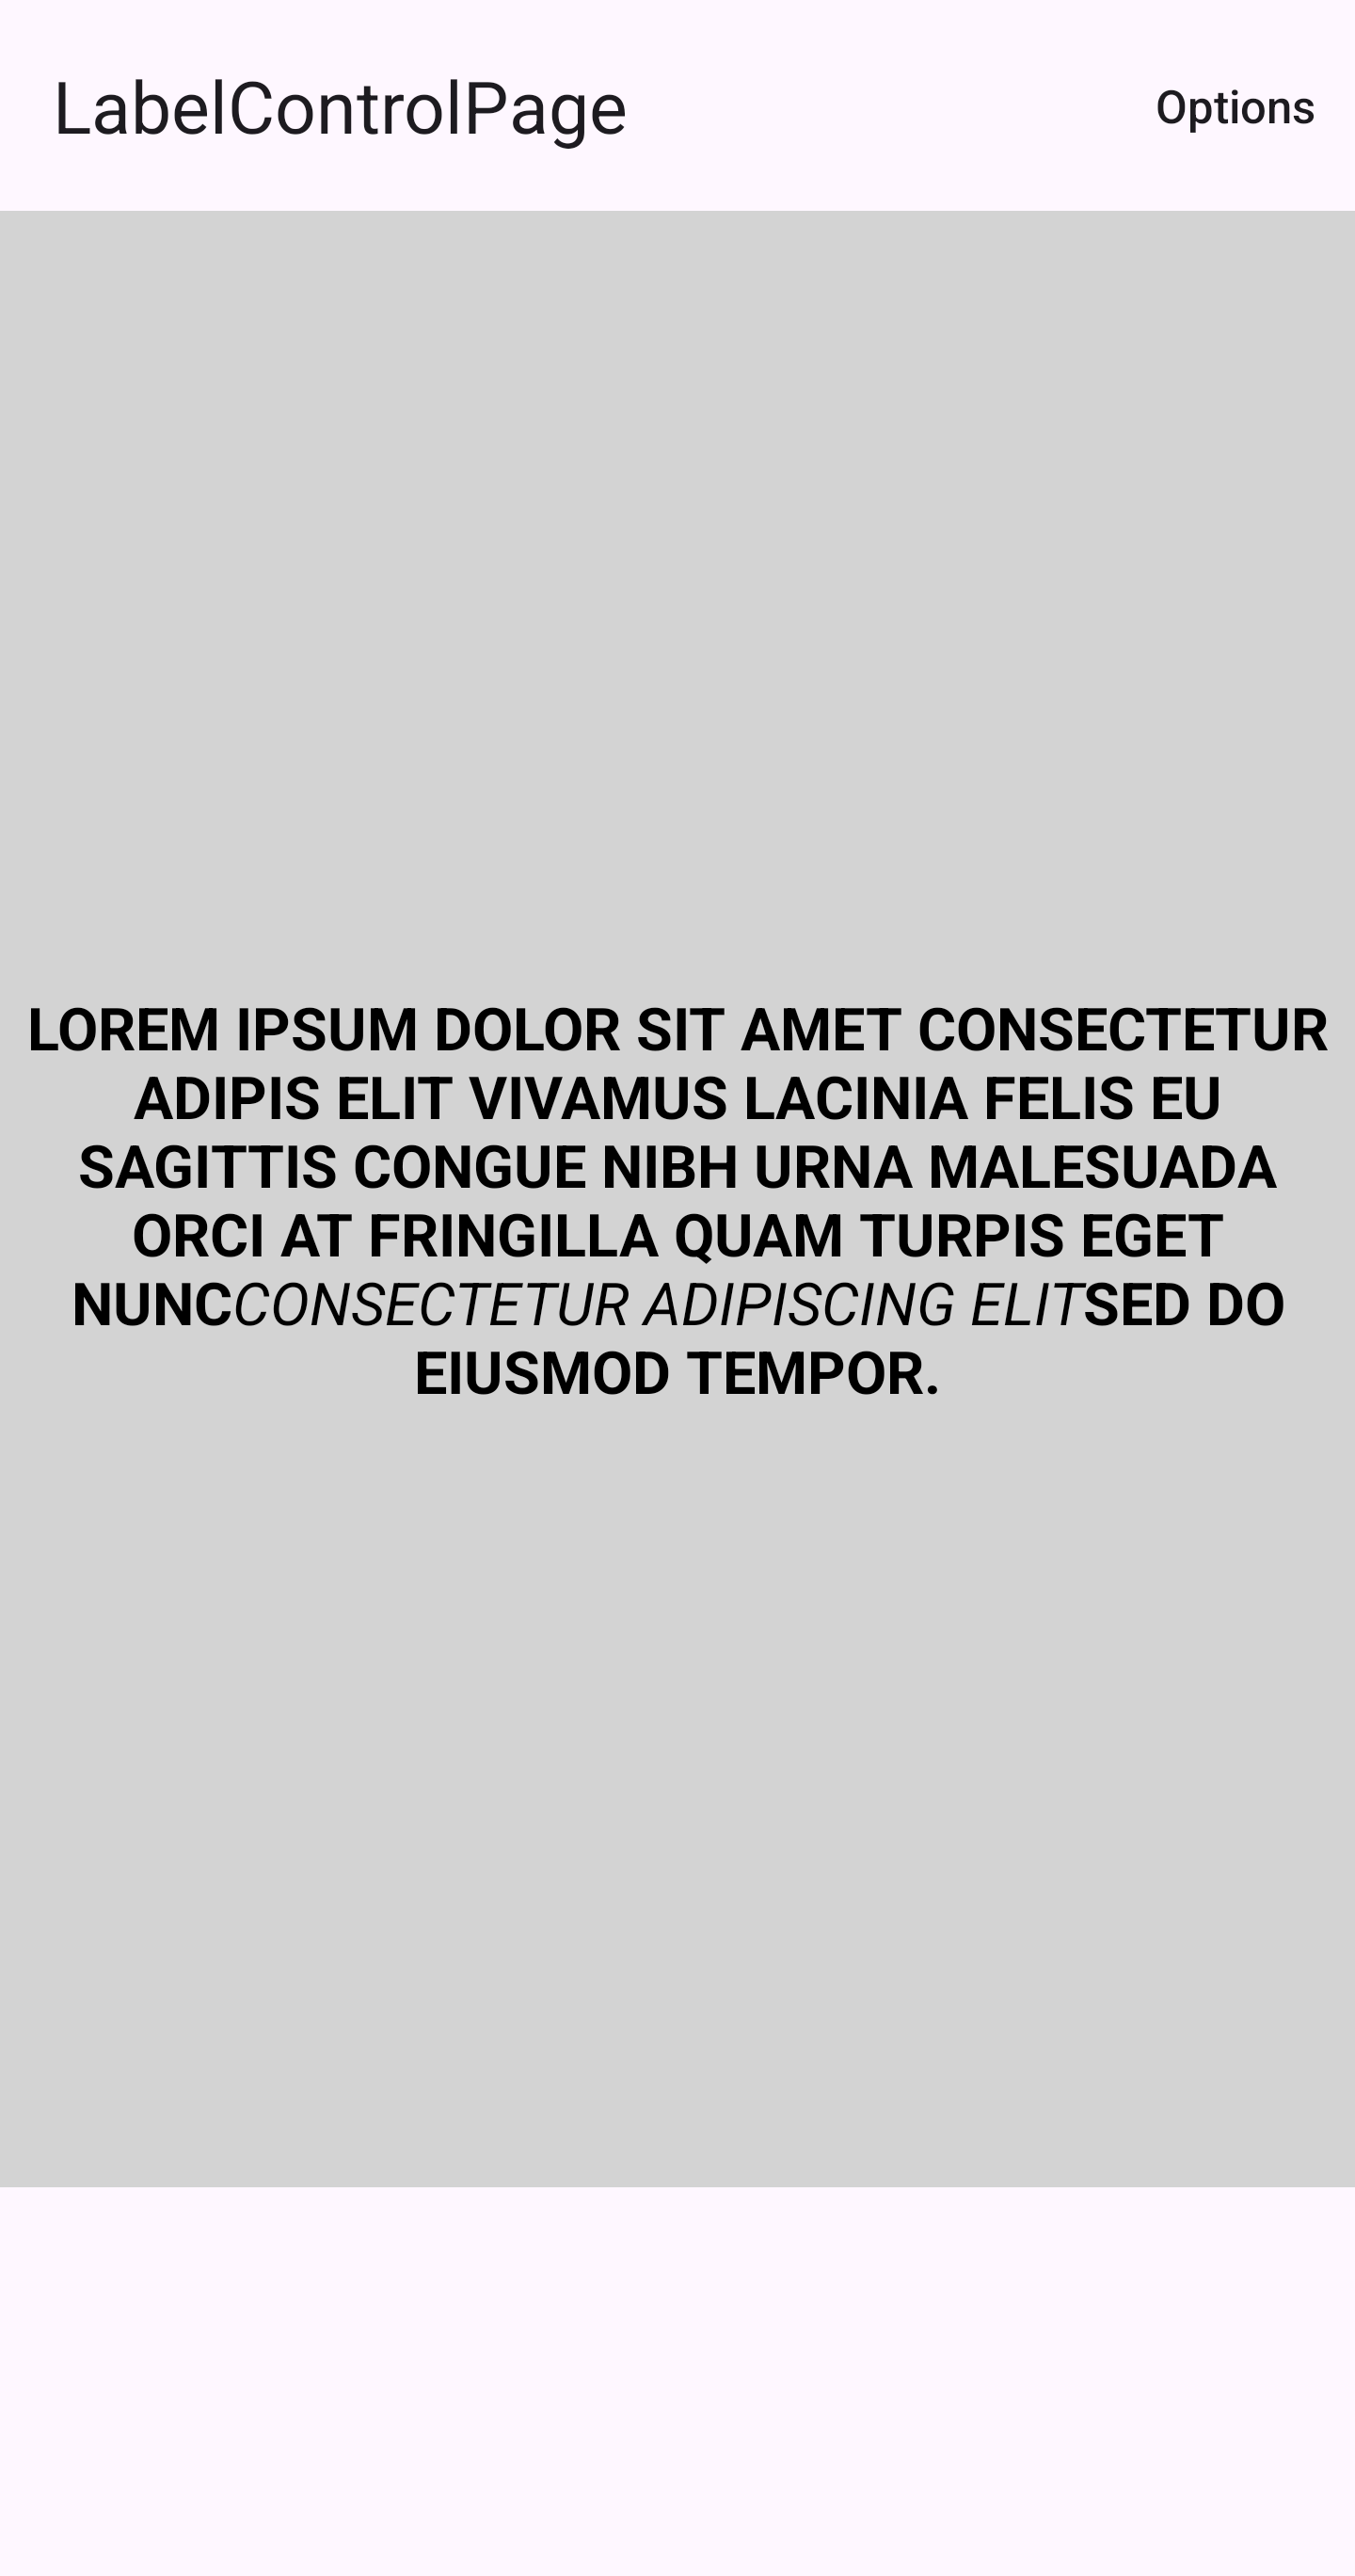 LabelControlPage
Options
LOREM IPSUM DOLOR SIT AMET CONSECTETUR
ADIPIS ELIT VIVAMUS LACINIA FELIS EU
SAGITTIS CONGUE NIBH URNA MALESUADA
ORCI AT FRINGILLA QUAM TURPIS EGET
NUNCCONSECTETUR ADIPISCING ELITSED DO
EIUSMOD TEMPOR.